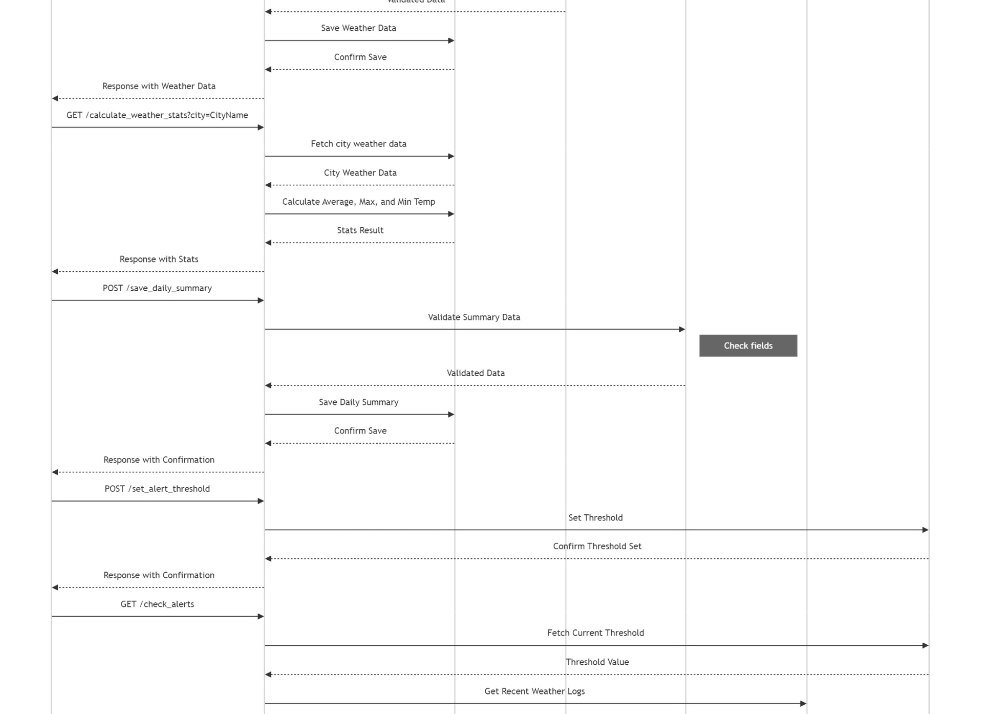 Validated Data
Save Weather Data
Confirm Save
Response with Weather Data
GET /calculate_weather_stats?city=CityName
Fetch city weather data
City Weather Data
Calculate Average, Max, and Min Temp
Stats Result
Response with Stats
POST /save_daily_summary
Validate Summary Data
Check fields
Validated Data
Save Daily Summary
Confirm Save
Response with Confirmation
POST /set_alert_threshold
Set Threshold
Confirm Threshold Set
Response with Confirmation
GET /check_alerts
Fetch Current Threshold
Threshold Value
Get Recent Weather Logs